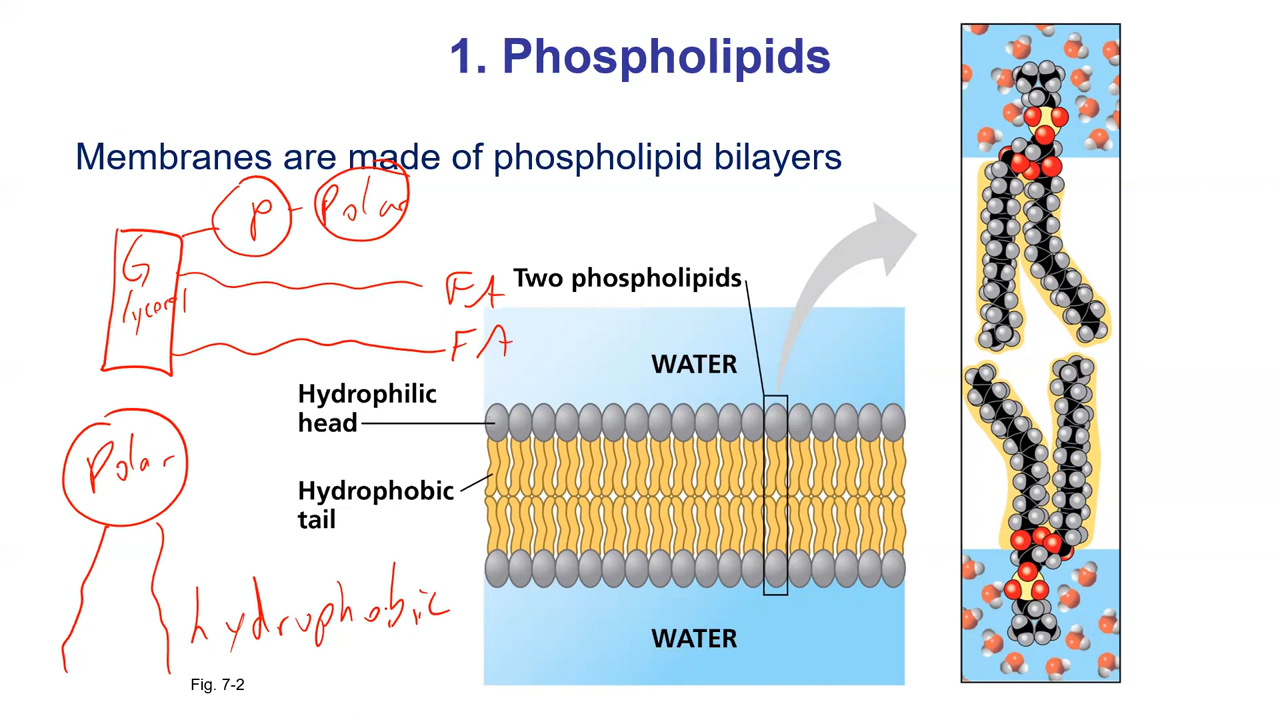 1. Phospholipids
Membranes are made of phospholipid bilayers
P Polar
Glycerol
FA
FA
Two phospholipids
WATER
Hydrophilic
head
Polar
Hydrophobic
tail
hydrophobic
WATER
Fig. 7-2